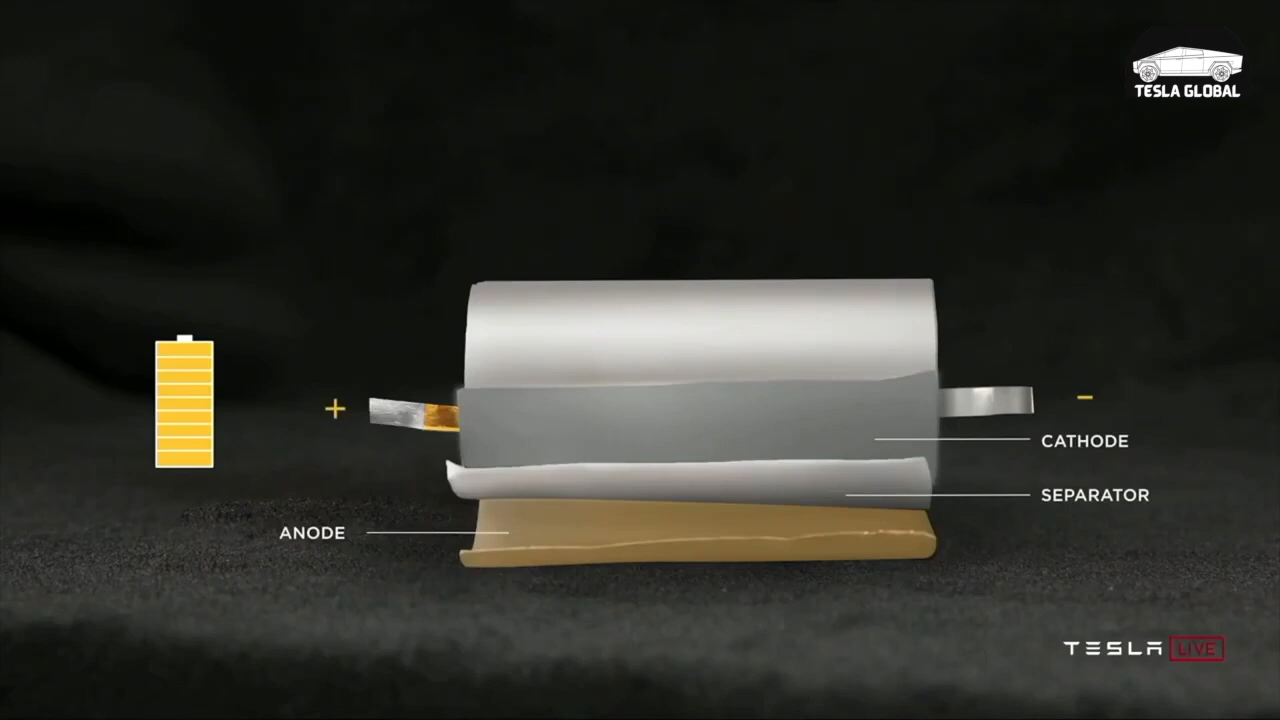 TESLA GLOBAL
+
−
CATHODE
SEPARATOR
ANODE
TESLA LIVE